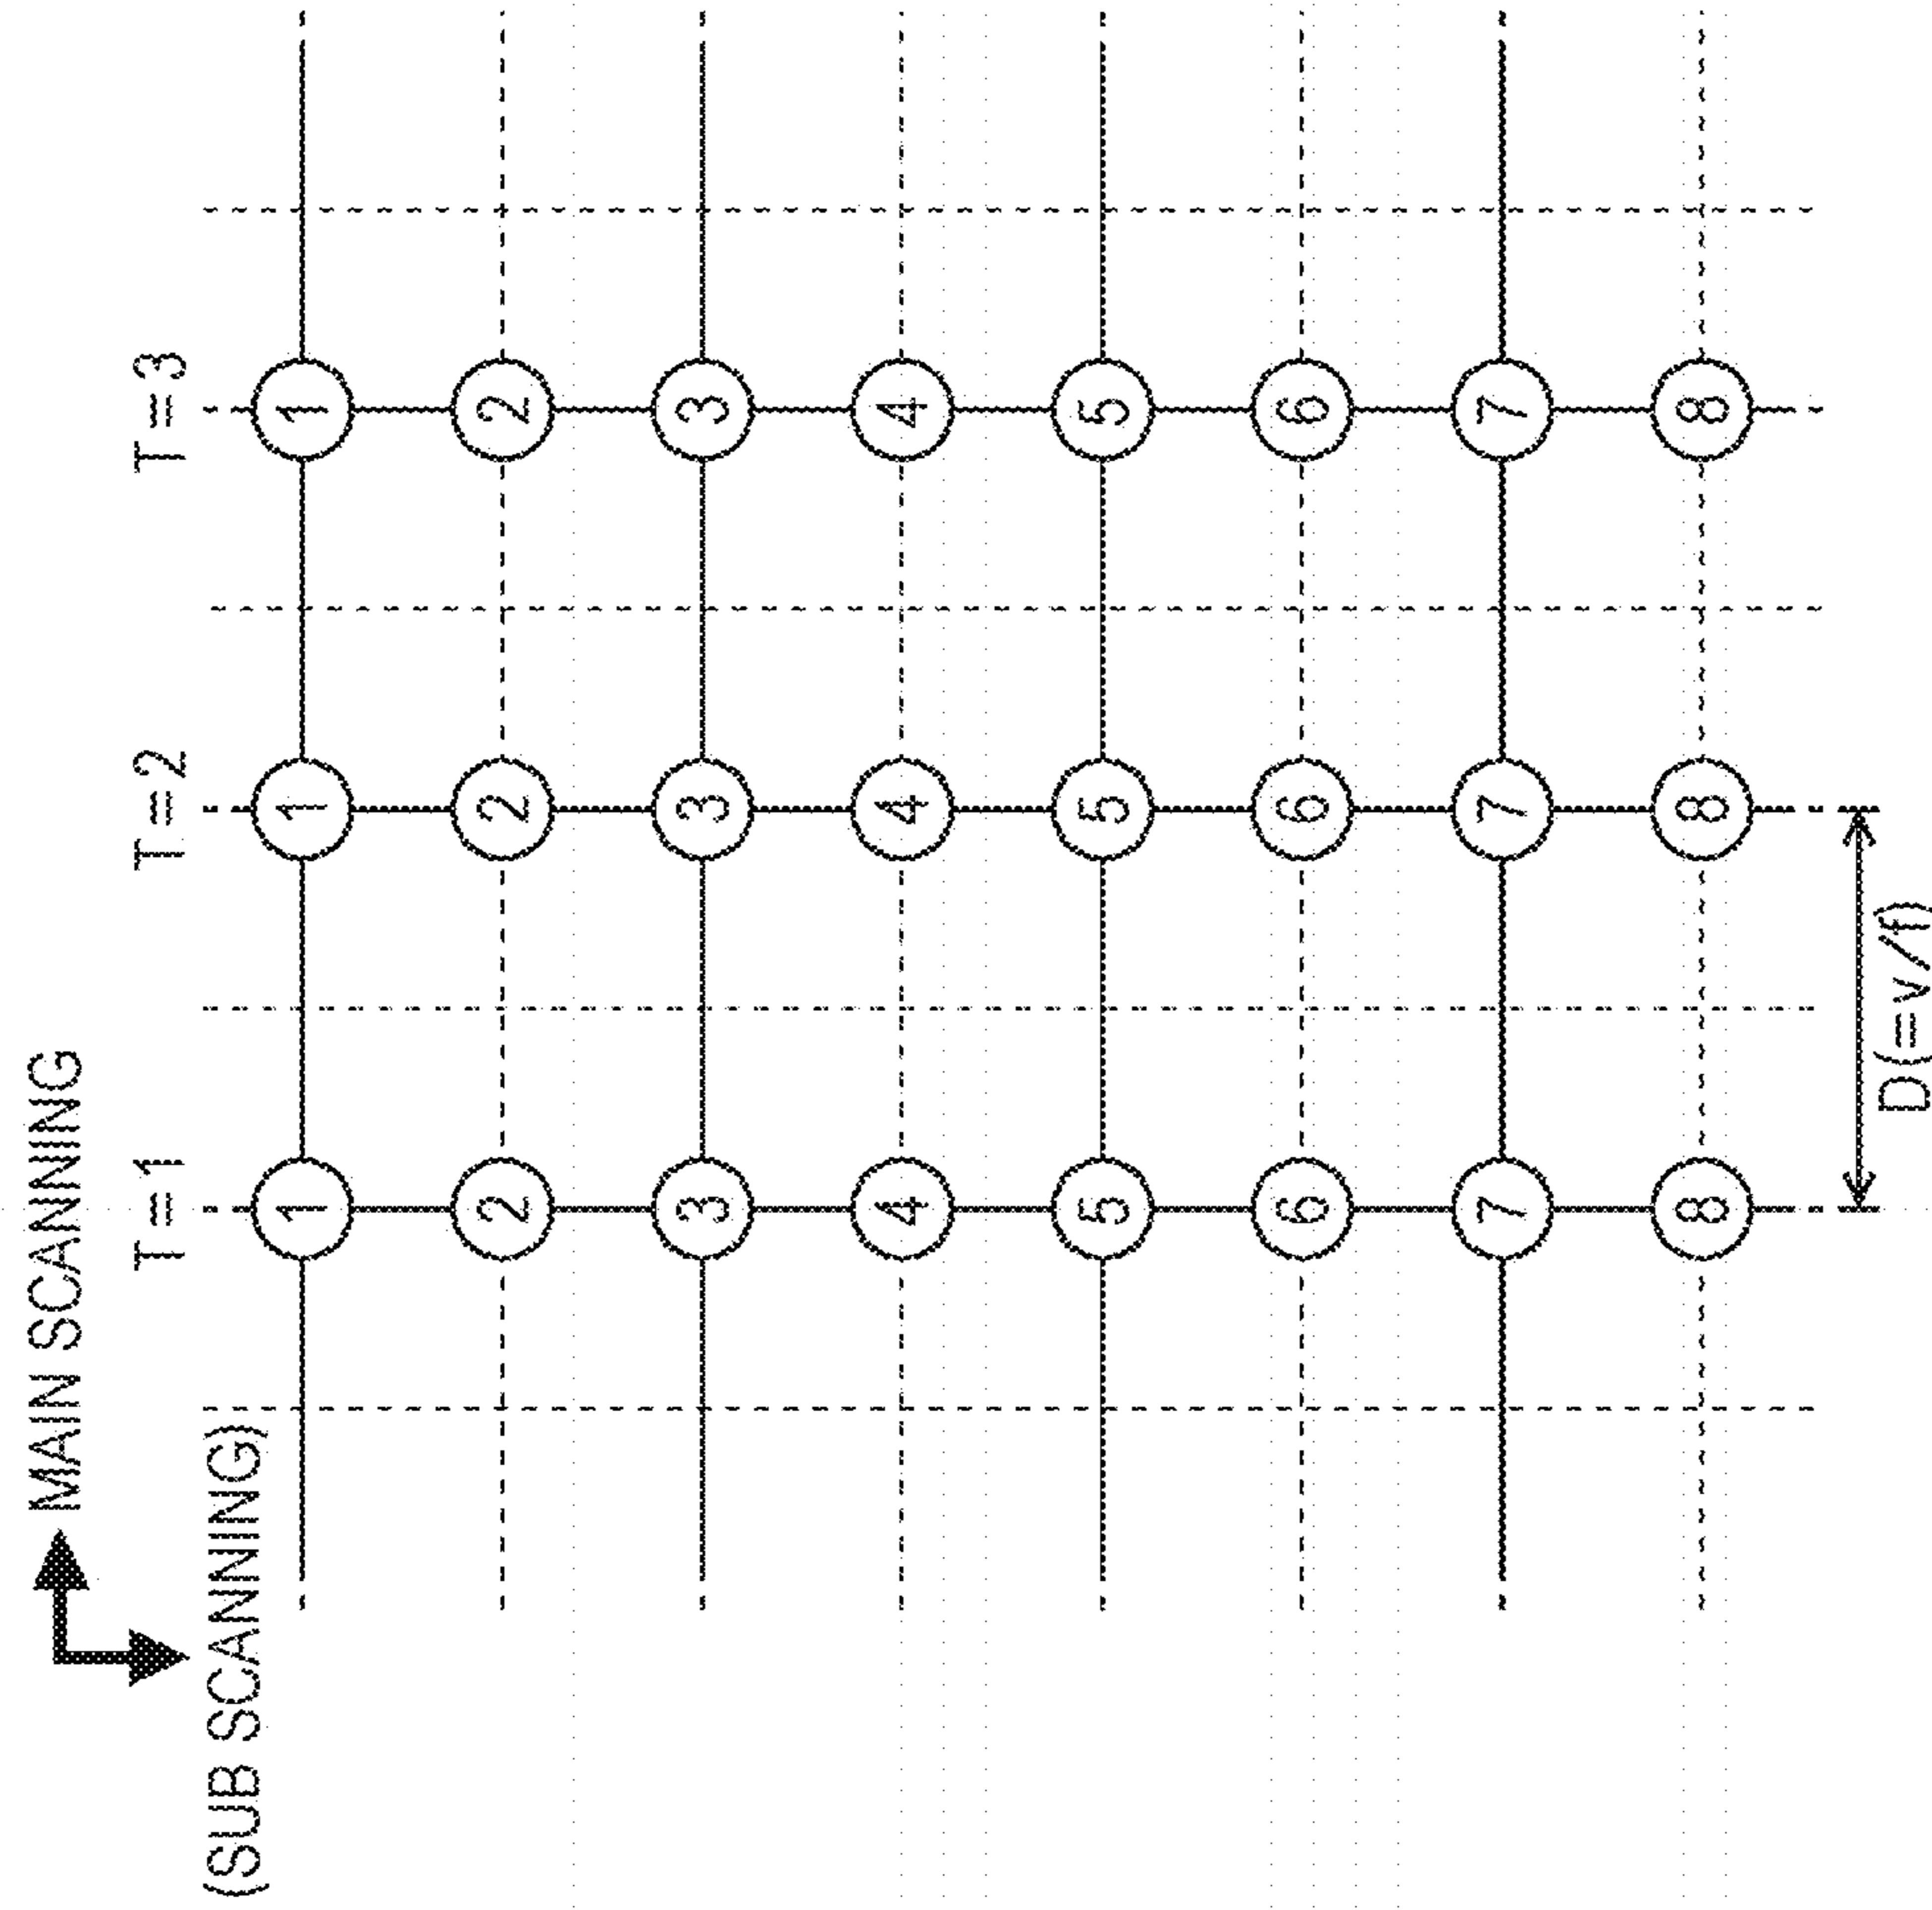 MAIN SCANNING
(SUB SCANNING)
T=1 T=2 T=3
1 1 1
2 2 2
3 3 3
4 4 4
5 5 5
6 6 6
7 7 7
8 8 8
D(=v/f)